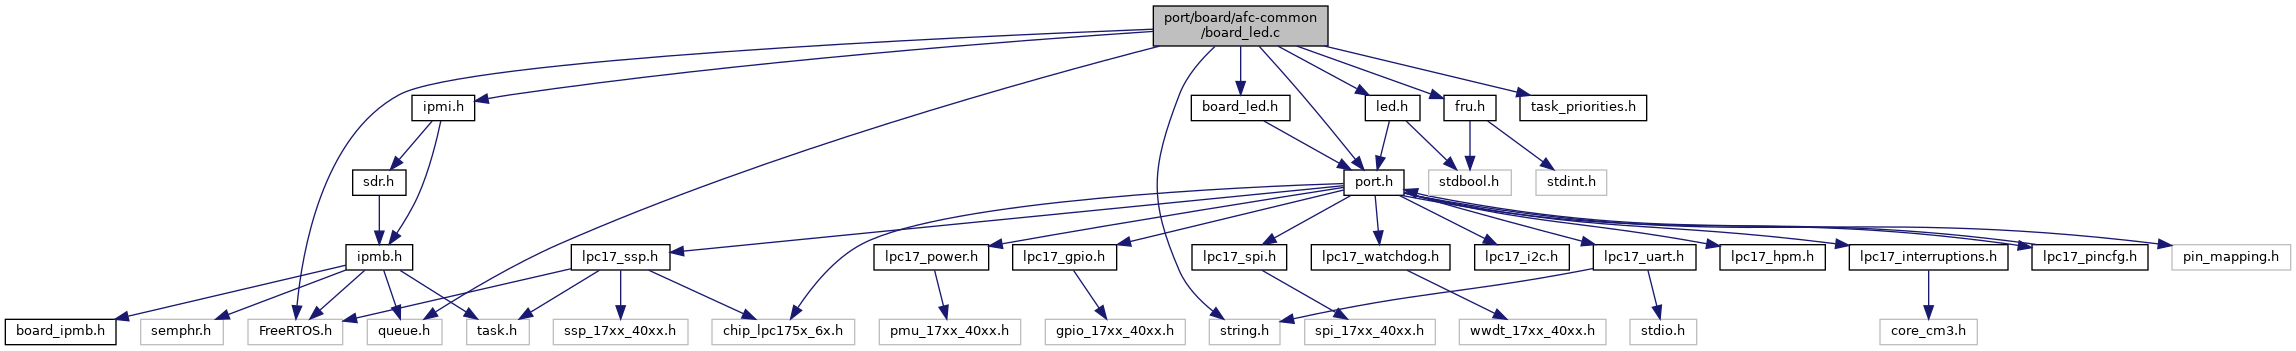 port/board/afc-common
/board_led.c
ipmi.h
board_led.h
led.h
fru.h
task_priorities.h
sdr.h
port.h
stdbool.h
stdint.h
ipmb.h
lpc17_ssp.h
lpc17_power.h
lpc17_gpio.h
lpc17_spi.h
lpc17_watchdog.h
lpc17_i2c.h
lpc17_uart.h
lpc17_hpm.h
lpc17_interruptions.h
lpc17_pincfg.h
pin_mapping.h
board_ipmb.h
semphr.h
FreeRTOS.h
queue.h
task.h
ssp_17xx_40xx.h
chip_lpc175x_6x.h
pmu_17xx_40xx.h
gpio_17xx_40xx.h
string.h
spi_17xx_40xx.h
wwdt_17xx_40xx.h
stdio.h
core_cm3.h